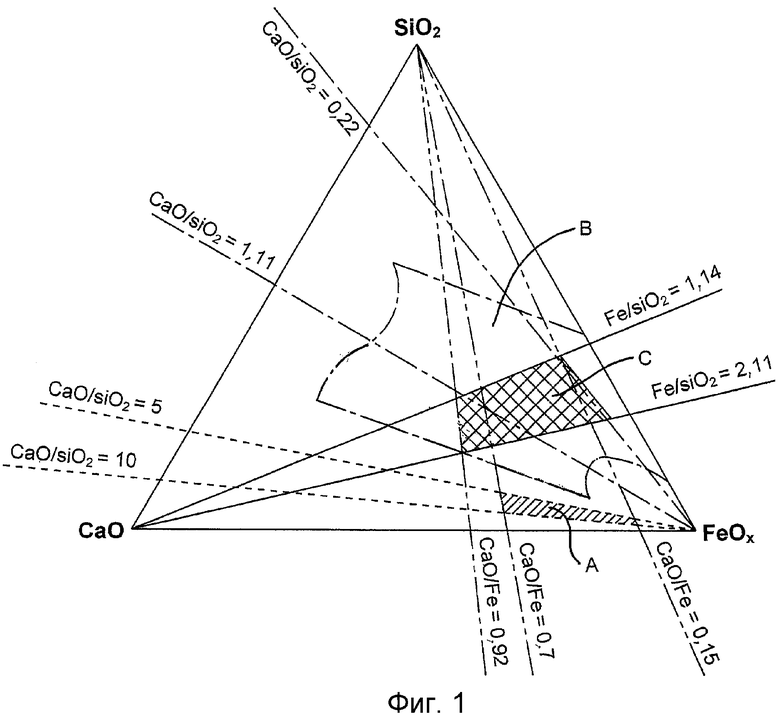 SiO₂
CaO/siO₂ = 0,22
CaO/siO₂ = 1,11
B
Fe/siO₂ = 1,14
C
Fe/siO₂ = 2,11
CaO/siO₂ = 5
CaO/siO₂ = 10
CaO
FeOₓ
A
CaO/Fe = 0,92
CaO/Fe = 0,7
CaO/Fe = 0,15
Фиг. 1